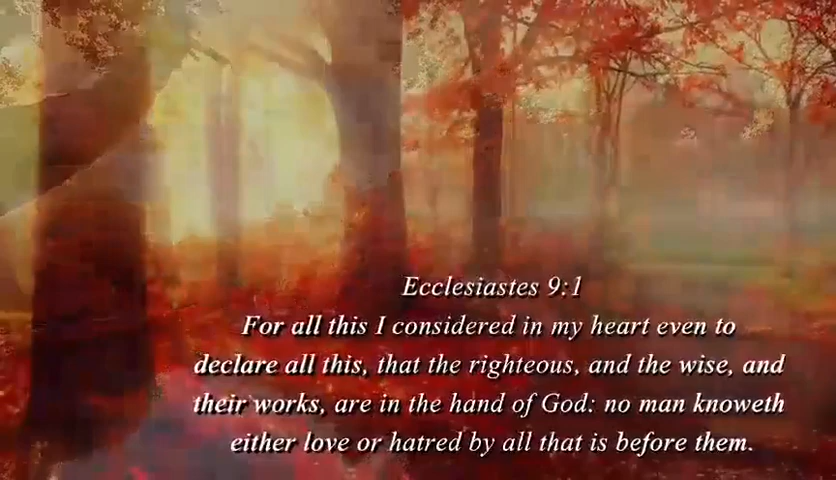 Ecclesiastes 9:1
For all this I considered in my heart even to
declare all this, that the righteous, and the wise, and
their works, are in the hand of God: no man knoweth
either love or hatred by all that is before them.